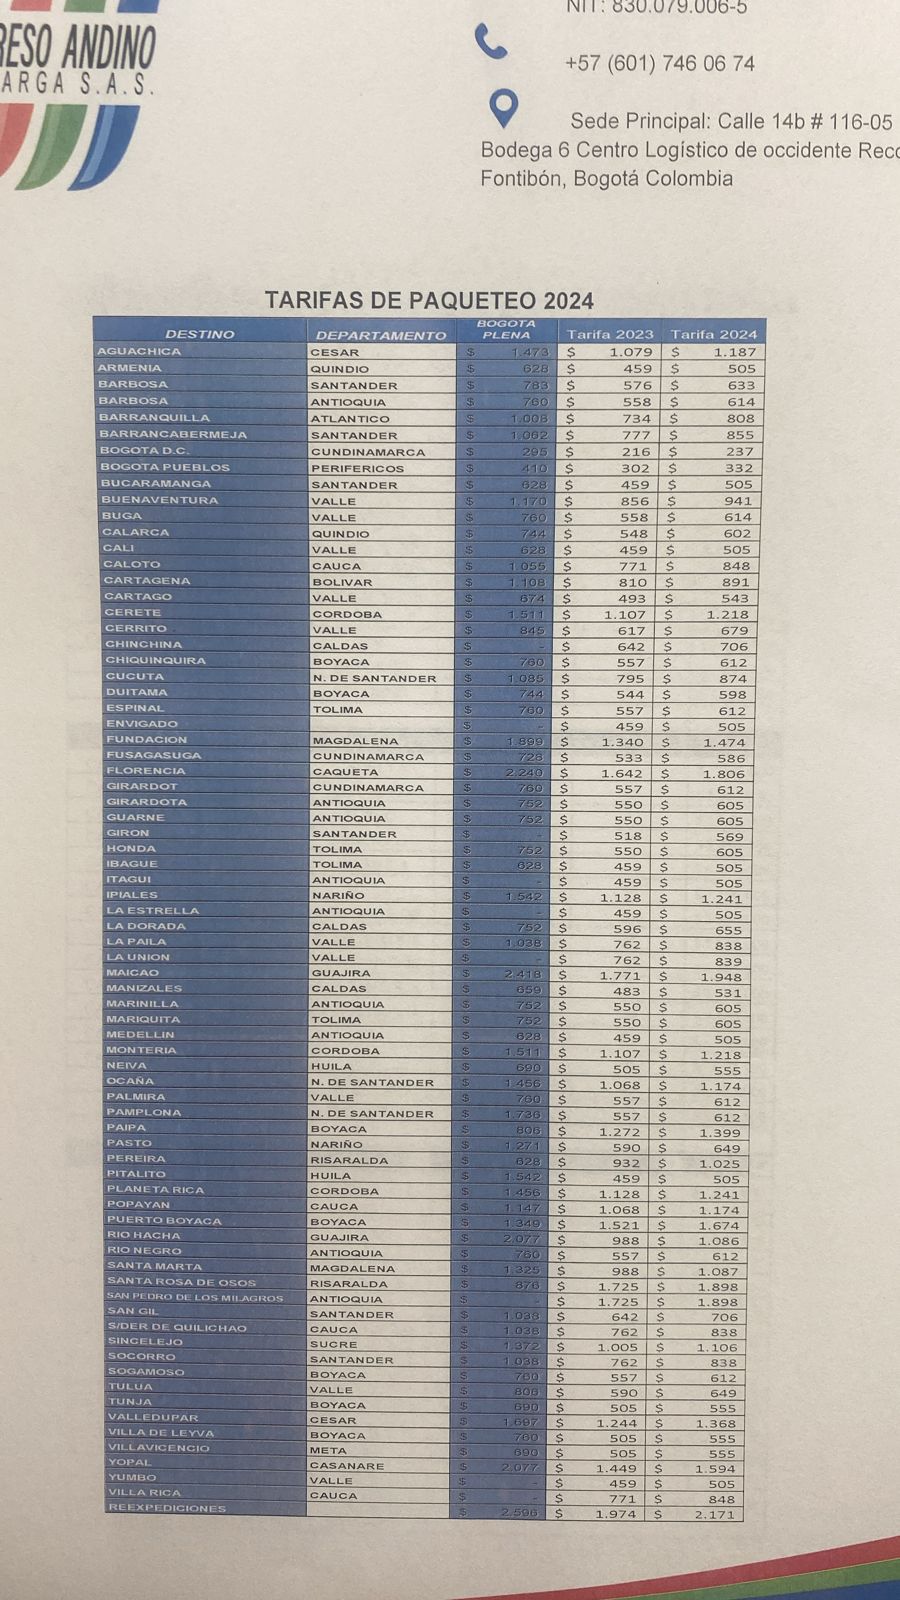 NIT: 830.079.006-5
RESO ANDINO
ARGA S.A.S.
+57 (601) 746 06 74
Sede Principal: Calle 14b # 116-05
Bodega 6 Centro Logístico de occidente Reco
Fontibón, Bogotá Colombia
TARIFAS DE PAQUETEO 2024
DESTINO DEPARTAMENTO BOGOTA PLENA Tarifa 2023 Tarifa 2024
AGUACHICA CESAR $ 1.473 $ 1.079 $ 1.187
ARMENIA QUINDIO $ 628 $ 459 $ 505
BARBOSA SANTANDER $ 783 $ 576 $ 633
BARBOSA ANTIOQUIA $ 760 $ 558 $ 614
BARRANQUILLA ATLANTICO $ 1.008 $ 734 $ 808
BARRANCABERMEJA SANTANDER $ 1.062 $ 777 $ 855
BOGOTA D.C. CUNDINAMARCA $ 295 $ 216 $ 237
BOGOTA PUEBLOS PERIFERICOS $ 410 $ 302 $ 332
BUCARAMANGA SANTANDER $ 628 $ 459 $ 505
BUENAVENTURA VALLE $ 1.170 $ 856 $ 941
BUGA VALLE $ 760 $ 558 $ 614
CALARCA QUINDIO $ 744 $ 548 $ 602
CALI VALLE $ 628 $ 459 $ 505
CALOTO CAUCA $ 1.055 $ 771 $ 848
CARTAGENA BOLIVAR $ 1.108 $ 810 $ 891
CARTAGO VALLE $ 674 $ 493 $ 543
CERETE CORDOBA $ 1.511 $ 1.107 $ 1.218
CERRITO VALLE $ 845 $ 617 $ 679
CHINCHINA CALDAS $ - $ 642 $ 706
CHIQUINQUIRA BOYACA $ 760 $ 557 $ 612
CUCUTA N. DE SANTANDER $ 1.085 $ 795 $ 874
DUITAMA BOYACA $ 744 $ 544 $ 598
ESPINAL TOLIMA $ 760 $ 557 $ 612
ENVIGADO $ - $ 459 $ 505
FUNDACION MAGDALENA $ 1.899 $ 1.340 $ 1.474
FUSAGASUGA CUNDINAMARCA $ 728 $ 533 $ 586
FLORENCIA CAQUETA $ 2.240 $ 1.642 $ 1.806
GIRARDOT CUNDINAMARCA $ 760 $ 557 $ 612
GIRARDOTA ANTIOQUIA $ 752 $ 550 $ 605
GUARNE ANTIOQUIA $ 752 $ 550 $ 605
GIRON SANTANDER $ - $ 518 $ 569
HONDA TOLIMA $ 752 $ 550 $ 605
IBAGUE TOLIMA $ 628 $ 459 $ 505
ITAGUI ANTIOQUIA $ - $ 459 $ 505
IPIALES NARIÑO $ 1.542 $ 1.128 $ 1.241
LA ESTRELLA ANTIOQUIA $ - $ 459 $ 505
LA DORADA CALDAS $ 752 $ 596 $ 655
LA PAILA VALLE $ 1.038 $ 762 $ 838
LA UNION VALLE $ - $ 762 $ 839
MAICAO GUAJIRA $ 2.418 $ 1.771 $ 1.948
MANIZALES CALDAS $ 659 $ 483 $ 531
MARINILLA ANTIOQUIA $ 752 $ 550 $ 605
MARIQUITA TOLIMA $ 752 $ 550 $ 605
MEDELLIN ANTIOQUIA $ 628 $ 459 $ 505
MONTERIA CORDOBA $ 1.511 $ 1.107 $ 1.218
NEIVA HUILA $ 690 $ 505 $ 555
OCAÑA N. DE SANTANDER $ 1.456 $ 1.068 $ 1.174
PALMIRA VALLE $ 760 $ 557 $ 612
PAMPLONA N. DE SANTANDER $ 1.736 $ 557 $ 612
PAIPA BOYACA $ 806 $ 1.272 $ 1.399
PASTO NARIÑO $ 1.271 $ 590 $ 649
PEREIRA RISARALDA $ 628 $ 932 $ 1.025
PITALITO HUILA $ 1.542 $ 459 $ 505
PLANETA RICA CORDOBA $ 1.456 $ 1.128 $ 1.241
POPAYAN CAUCA $ 1.147 $ 1.068 $ 1.174
PUERTO BOYACA BOYACA $ 1.349 $ 1.521 $ 1.674
RIO HACHA GUAJIRA $ 2.077 $ 988 $ 1.086
RIO NEGRO ANTIOQUIA $ 760 $ 557 $ 612
SANTA MARTA MAGDALENA $ 1.325 $ 988 $ 1.087
SANTA ROSA DE OSOS RISARALDA $ 876 $ 1.725 $ 1.898
SAN PEDRO DE LOS MILAGROS ANTIOQUIA $ $ 1.725 $ 1.898
SAN GIL SANTANDER $ 1.038 $ 642 $ 706
S/DER DE QUILICHAO CAUCA $ 1.038 $ 762 $ 838
SINCELEJO SUCRE $ 1.372 $ 1.005 $ 1.106
SOCORRO SANTANDER $ 1.038 $ 762 $ 838
SOGAMOSO BOYACA $ 760 $ 557 $ 612
TULUA VALLE $ 806 $ 590 $ 649
TUNJA BOYACA $ 690 $ 505 $ 555
VALLEDUPAR CESAR $ 1.697 $ 1.244 $ 1.368
VILLA DE LEYVA BOYACA $ 760 $ 505 $ 555
VILLAVICENCIO META $ 690 $ 505 $ 555
YOPAL CASANARE $ 2.077 $ 1.449 $ 1.594
YUMBO VALLE $ - $ 459 $ 505
VILLA RICA CAUCA $ - $ 771 $ 848
REEXPEDICIONES $ 2.596 $ 1.974 $ 2.171